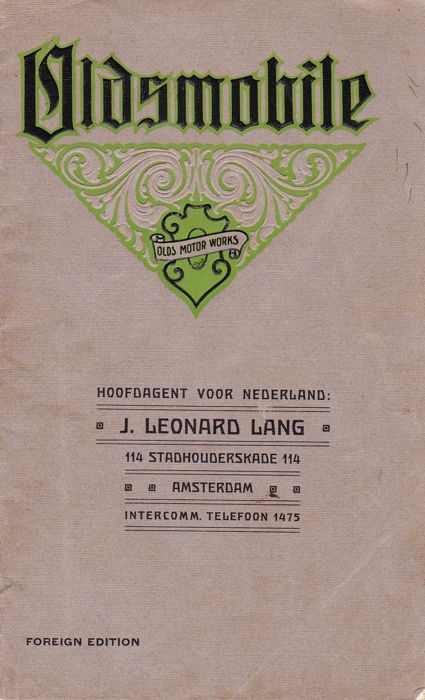 Oldsmobile
OLDS MOTOR WORKS
HOOFDAGENT VOOR NEDERLAND:
J. LEONARD LANG
114 STADHOUDERSKADE 114
AMSTERDAM
INTERCOMM. TELEFOON 1475
FOREIGN EDITION